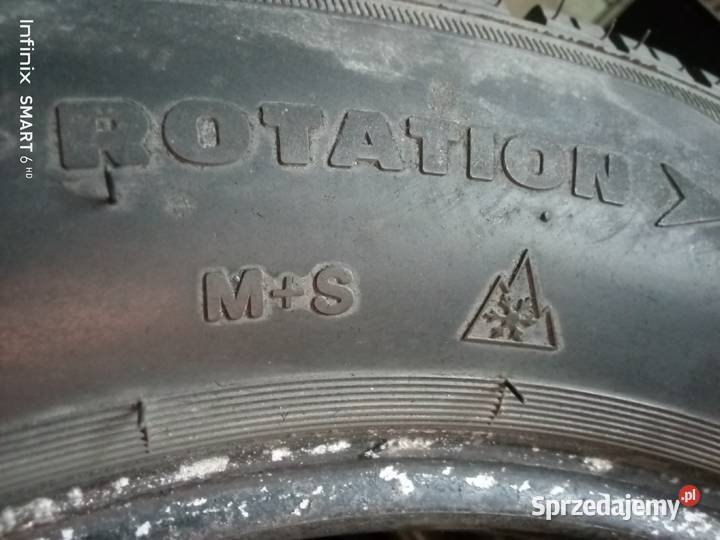 Infinix SMART 6 HD
ROTATION
M+S
Sprzedajemy.pl